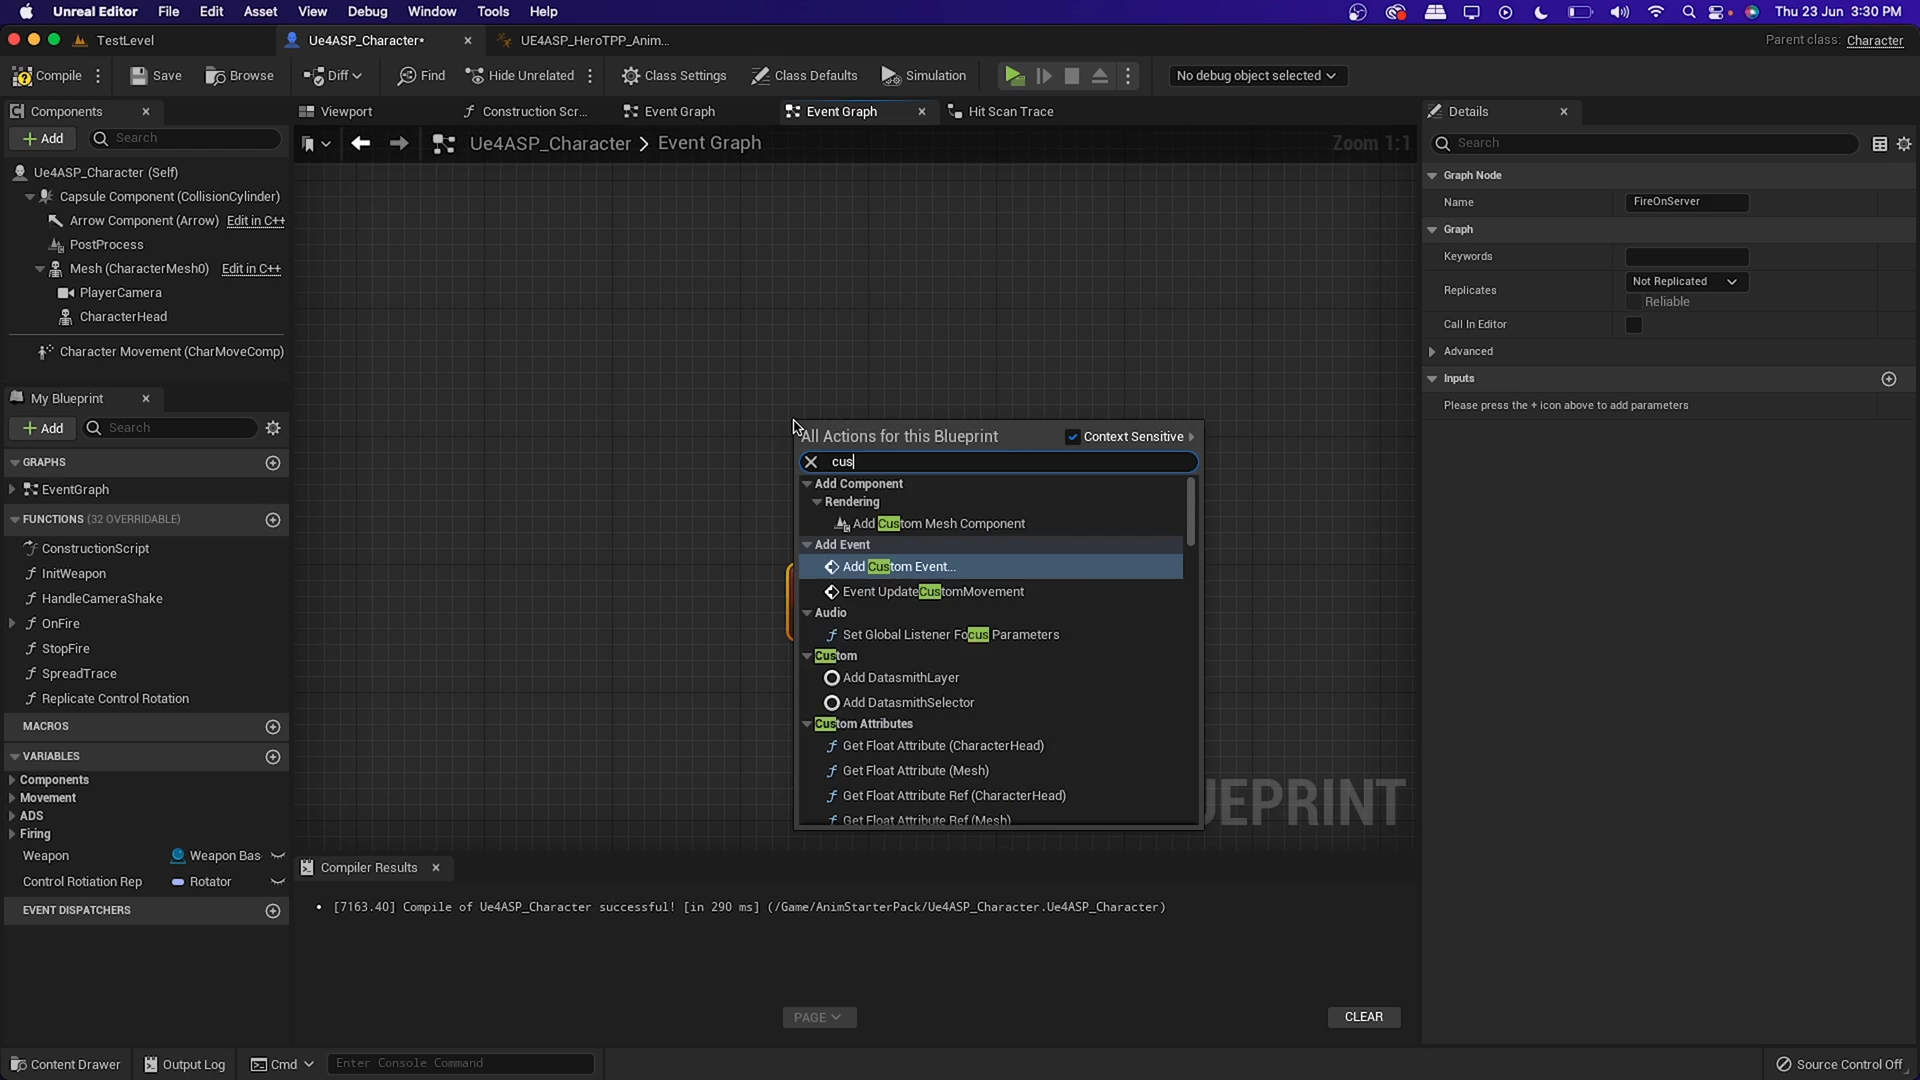 Unreal Editor File Edit Asset View Debug Window Tools Help Thu 23 Jun 3:30 PM
TestLevel Ue4ASP_Character* UE4ASP_HeroTPP_Anim... Parent class: Character
Compile Save Browse Diff Find Hide Unrelated Class Settings Class Defaults Simulation No debug object selected
Components Viewport Construction Scr... Event Graph Event Graph Hit Scan Trace Details
Add Search Ue4ASP_Character > Event Graph Zoom 1:1 Search
Ue4ASP_Character (Self)
Capsule Component (CollisionCylinder)
Arrow Component (Arrow) Edit in C++
PostProcess
Mesh (CharacterMesh0) Edit in C++
PlayerCamera
CharacterHead
Character Movement (CharMoveComp)
My Blueprint
Add Search
GRAPHS
EventGraph
FUNCTIONS (32 OVERRIDABLE)
ConstructionScript
InitWeapon
HandleCameraShake
OnFire
StopFire
SpreadTrace
Replicate Control Rotation
MACROS
VARIABLES
Components
Movement
ADS
Firing
Weapon Weapon Bas
Control Rotiation Rep Rotator
EVENT DISPATCHERS
All Actions for this Blueprint Context Sensitive
cus
Add Component
Rendering
Add Custom Mesh Component
Add Event
Add Custom Event...
Event UpdateCustomMovement
Audio
Set Global Listener Focus Parameters
Custom
Add DatasmithLayer
Add DatasmithSelector
Custom Attributes
Get Float Attribute (CharacterHead)
Get Float Attribute (Mesh)
Get Float Attribute Ref (CharacterHead)
Get Float Attribute Ref (Mesh)
UEPRINT
Compiler Results
[7163.40] Compile of Ue4ASP_Character successful! [in 290 ms] (/Game/AnimStarterPack/Ue4ASP_Character.Ue4ASP_Character)
PAGE CLEAR
Graph Node
Name FireOnServer
Graph
Keywords
Replicates Not Replicated
Reliable
Call In Editor
Advanced
Inputs
Please press the + icon above to add parameters
Content Drawer Output Log Cmd Enter Console Command Source Control Off